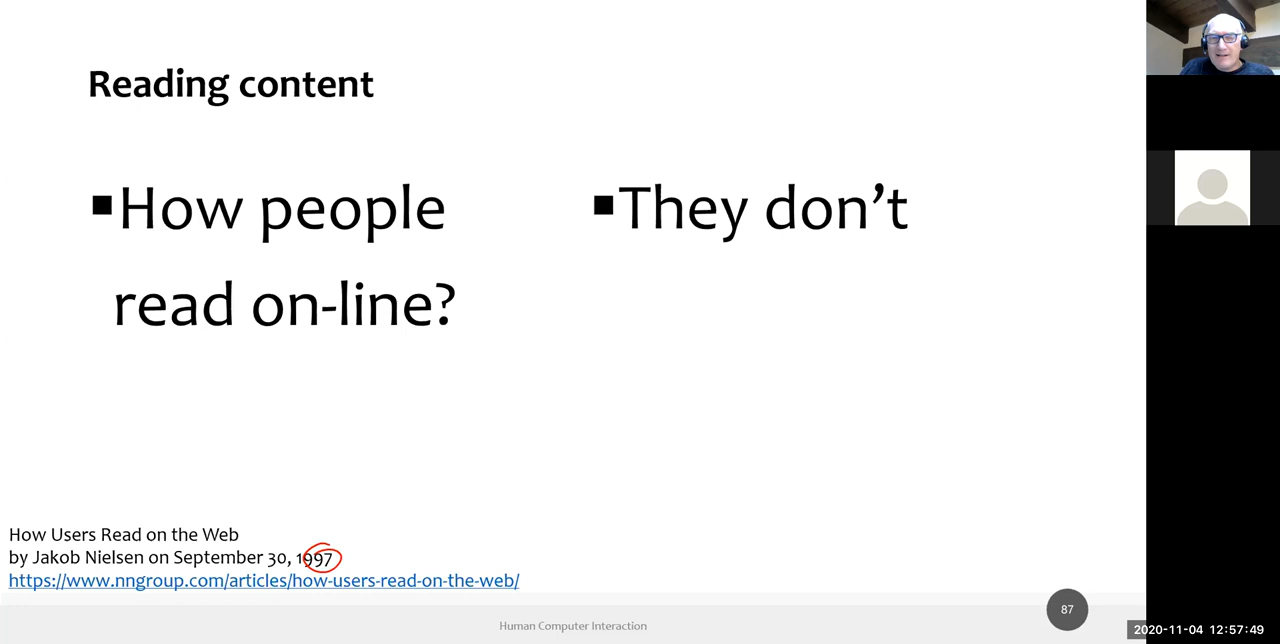 Reading content
▪How people
read on-line?
▪They don’t
How Users Read on the Web
by Jakob Nielsen on September 30, 1997
https://www.nngroup.com/articles/how-users-read-on-the-web/
Human Computer Interaction
87
2020-11-04 12:57:49